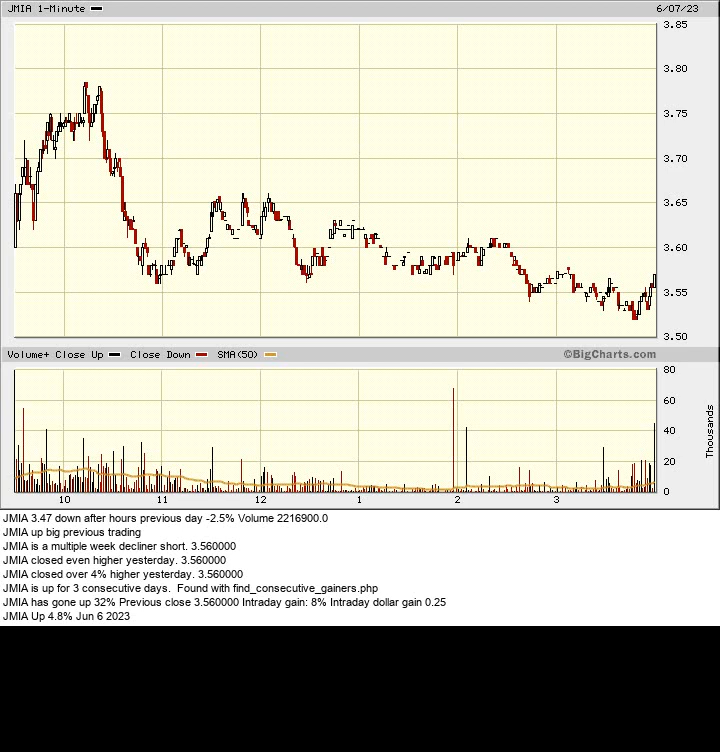 JMIA 1-Minute 6/07/23
3.85
3.80
3.75
3.70
3.65
3.60
3.55
3.50
Volume+ Close Up Close Down SMA(50) ©BigCharts.com
80
60
40
20
0
Thousands
10 11 12 1 2 3
JMIA 3.47 down after hours previous day -2.5% Volume 2216900.0
JMIA up big previous trading
JMIA is a multiple week decliner short. 3.560000
JMIA closed even higher yesterday. 3.560000
JMIA closed over 4% higher yesterday. 3.560000
JMIA is up for 3 consecutive days.  Found with find_consecutive_gainers.php
JMIA has gone up 32% Previous close 3.560000 Intraday gain: 8% Intraday dollar gain 0.25
JMIA Up 4.8% Jun 6 2023